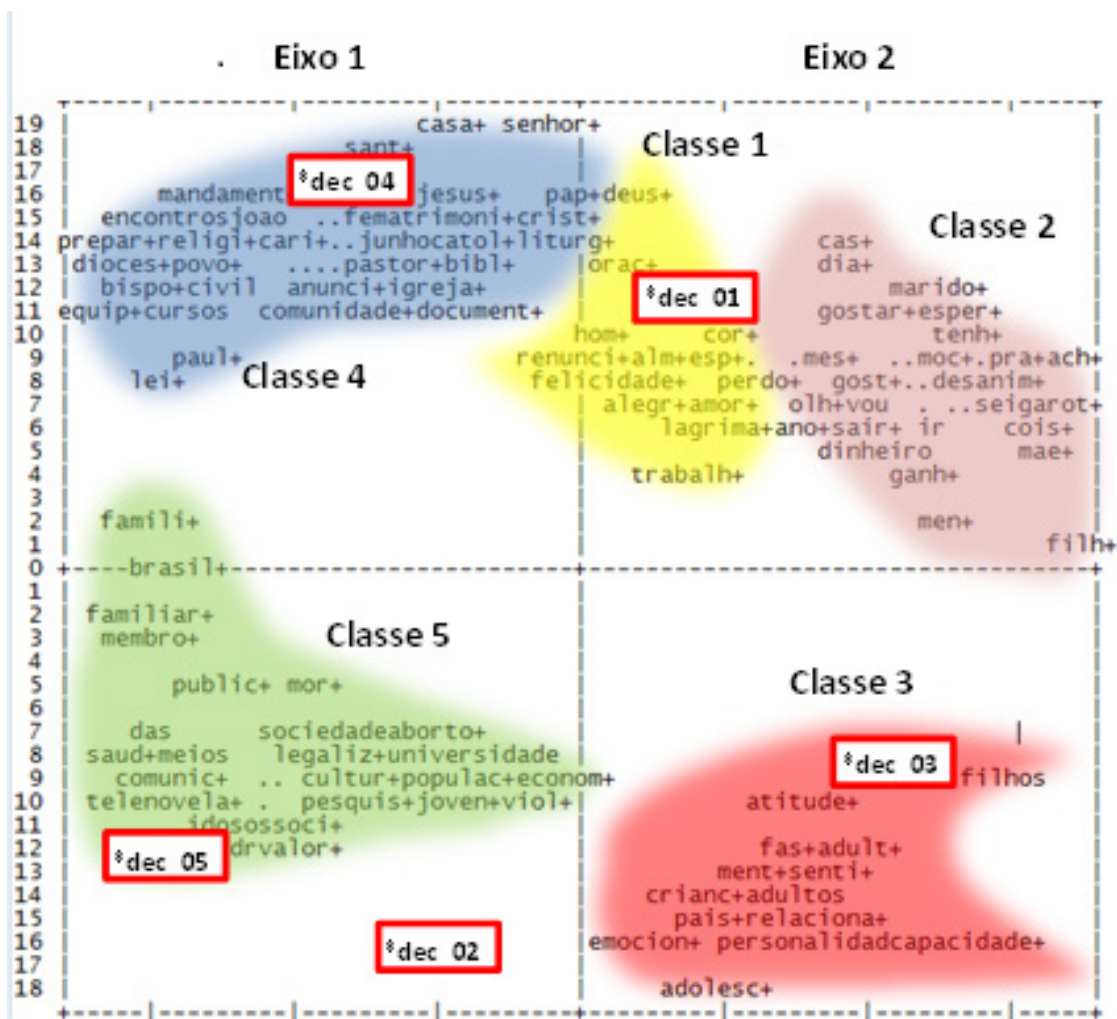 Eixo 1 Eixo 2
19 casa+ senhor+
Classe 1
18 sant+
17 *dec 04
16 mandament jesus+ pap+deus+
15 encontrosjoao ..fematrimoni+crist+
Classe 2
14 prepar+religi+cari+..junhocatol+liturg+ cas+
13 dioces+povo+ ....pastor+bibl+ orac+ dia+
12 bispo+civil anunci+igreja+ *dec 01 marido+
11 equip+cursos comunidade+document+ gostar+esper+
10 hom+ cor+ tenh+
9 paul+ renunci+alm+esp+. .mes+ ..moc+.pra+ach+
8 lei+ Classe 4 felicidade+ perdo+ gost+..desanim+
7 alegr+amor+ olh+vou . ..seigarot+
6 lagrima+ano+sair+ ir cois+
5 dinheiro mae+
4 trabalh+ ganh+
3
2 famili+ men+
1 filh+
0 +----brasil+
1
2 familiar+
3 membro+ Classe 5
4
5 public+ mor+ Classe 3
6
7 das sociedadeaborto+
8 saud+meios legaliz+universidade *dec 03
9 comunic+ .. cultur+populac+econom+ filhos
10 telenovela+ . pesquis+joven+viol+ atitude+
11 idosossoci+
12 *dec 05 drvalor+ fas+adult+
13 ment+senti+
14 crianc+adultos
15 pais+relaciona+
16 *dec 02 emocion+ personalidadcapacidade+
17
18 adolesc+